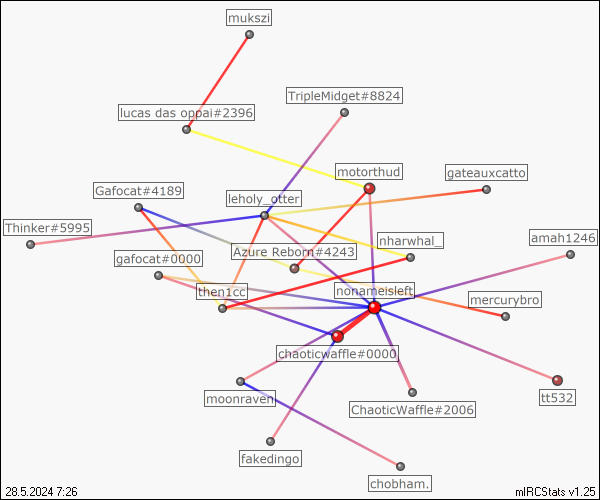 mukszi
TripleMidget#8824
lucas das oppai#2396
motorthud
gateauxcatto
Gafocat#4189
leholy_otter
Thinker#5995
amah1246
nharwhal_
Azure Reborn#4243
gafocat#0000
then1cc
nonameisleft
mercurybro
chaoticwaffle#0000
moonraven
tt532
ChaoticWaffle#2006
fakedingo
chobham.
28.5.2024 7:26
mIRCStats v1.25